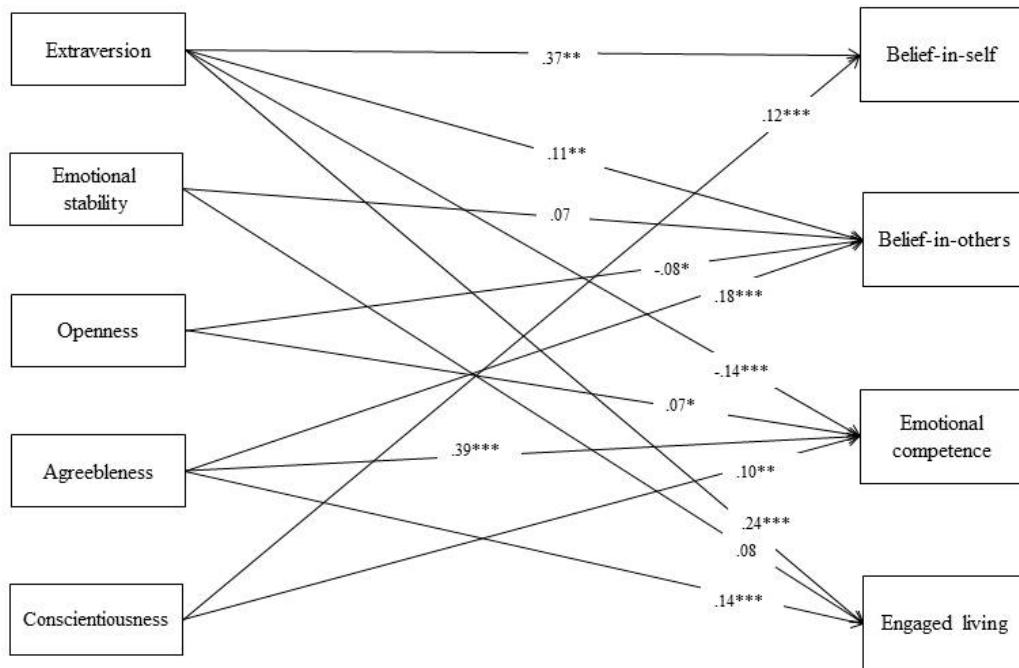 Extraversion
Belief-in-self
.37**
.12***
.11**
Emotional
stability
.07
Belief-in-others
-.08*
.18***
Openness
-.14***
.07*
Emotional
competence
Agreebleness
.39***
.10**
.24***
.08
.14***
Conscientiousness
Engaged living